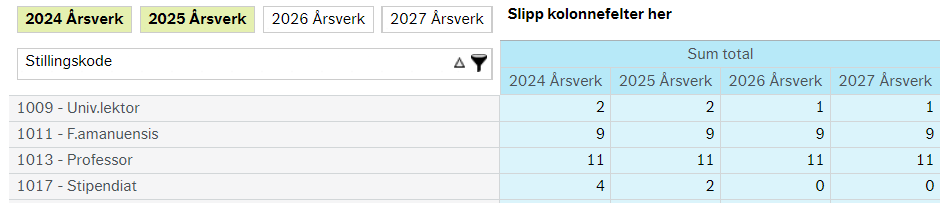 2024 Årsverk 2025 Årsverk 2026 Årsverk 2027 Årsverk Slipp kolonnefelter her
Stillingskode Sum total
2024 Årsverk 2025 Årsverk 2026 Årsverk 2027 Årsverk
1009 - Univ.lektor 2 2 1 1
1011 - F.amanuensis 9 9 9 9
1013 - Professor 11 11 11 11
1017 - Stipendiat 4 2 0 0